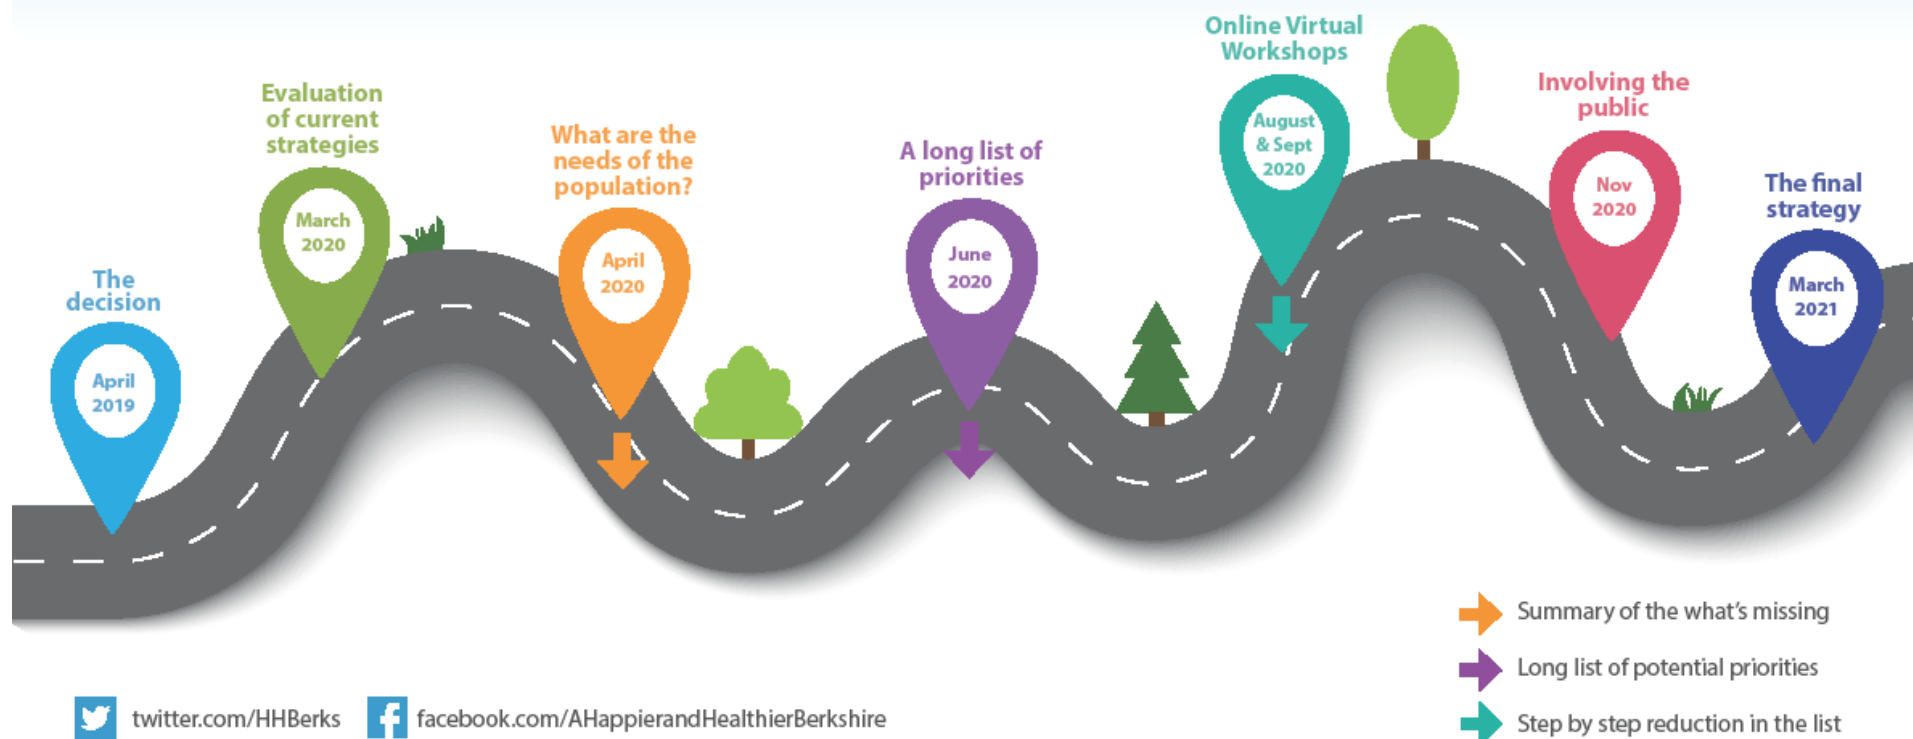 The
decision
April
2019
Evaluation
of current
strategies
March
2020
What are the
needs of the
population?
April
2020
A long list of
priorities
June
2020
Online Virtual
Workshops
August
& Sept
2020
Involving the
public
Nov
2020
The final
strategy
March
2021
Summary of the what's missing
Long list of potential priorities
Step by step reduction in the list
twitter.com/HHBerks
facebook.com/AHappierandHealthierBerkshire